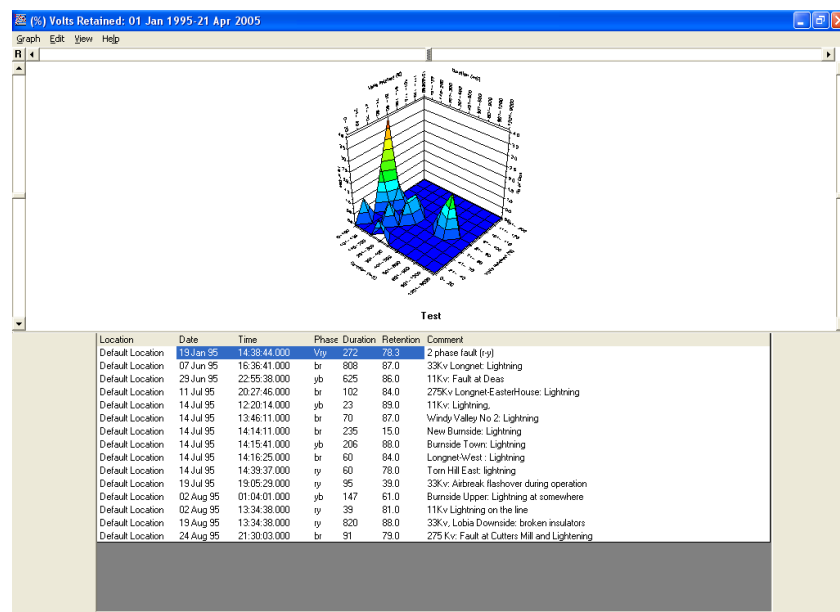 (%) Volts Retained: 01 Jan 1995-21 Apr 2005
Graph Edit View Help
R
Test
Location Date Time Phase Duration Retention Comment
Default Location 19 Jan 95 14:38:44.000 Vry 272 78.3 2 phase fault (r-y)
Default Location 07 Jun 95 16:36:41.000 br 808 87.0 33Kv Longnet: Lightning
Default Location 29 Jun 95 22:55:38.000 yb 625 86.0 11Kv: Fault at Deas
Default Location 11 Jul 95 20:27:46.000 br 102 84.0 275Kv Longnet-EasterHouse: Lightning
Default Location 14 Jul 95 12:20:14.000 yb 23 89.0 11Kv: Lightning,
Default Location 14 Jul 95 13:46:11.000 br 70 87.0 Windy Valley No 2: Lightning
Default Location 14 Jul 95 14:14:11.000 br 235 15.0 New Burnside: Lightning
Default Location 14 Jul 95 14:15:41.000 yb 206 88.0 Burnside Town: Lightning
Default Location 14 Jul 95 14:16:25.000 br 60 84.0 Longnet-West : Lightning
Default Location 14 Jul 95 14:39:37.000 ry 60 78.0 Torn Hill East: lightning
Default Location 19 Jul 95 19:05:29.000 ry 95 39.0 33Kv: Airbreak flashover during operation
Default Location 02 Aug 95 01:04:01.000 yb 147 61.0 Burnside Upper: Lightning at somewhere
Default Location 02 Aug 95 13:34:38.000 ry 39 81.0 11Kv Lightning on the line
Default Location 19 Aug 95 13:34:38.000 ry 820 88.0 33Kv, Lobia Downside: broken insulators
Default Location 24 Aug 95 21:30:03.000 br 91 79.0 275 Kv: Fault at Cutters Mill and Lightening